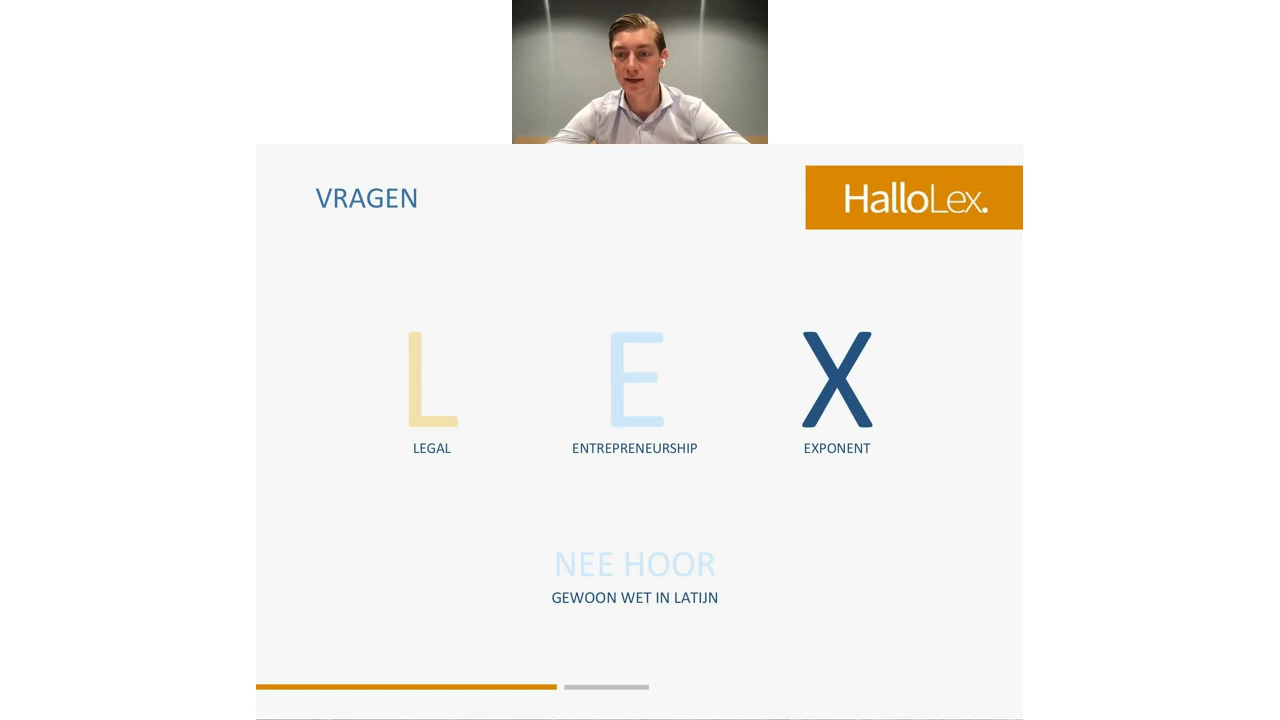 VRAGEN
HalloLex.
L E X
LEGAL ENTREPRENEURSHIP EXPONENT
NEE HOOR
GEWOON WET IN LATIJN